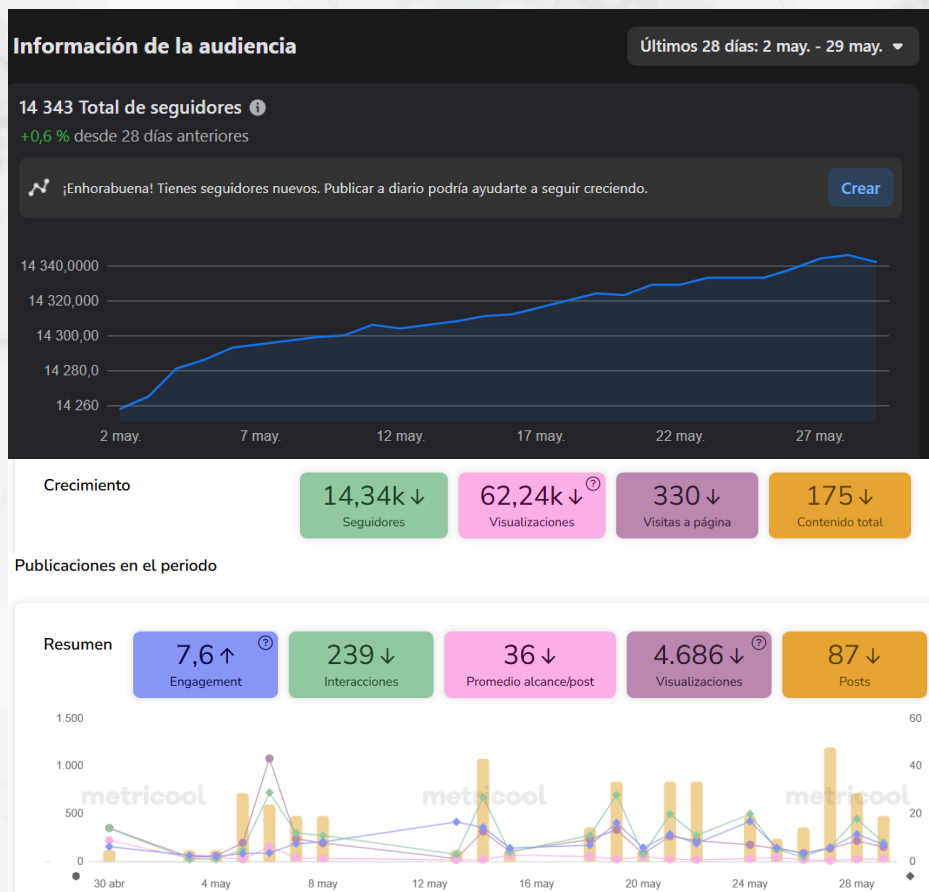 Información de la audiencia
Últimos 28 días: 2 may. - 29 may.
14 343 Total de seguidores
+0,6 % desde 28 días anteriores
¡Enhorabuena! Tienes seguidores nuevos. Publicar a diario podría ayudarte a seguir creciendo.
Crear
14 340,0000
14 320,000
14 300,00
14 280,0
14 260
2 may. 7 may. 12 may. 17 may. 22 may. 27 may.
Crecimiento
14,34k ↓ 62,24k ↓ ? 330 ↓ 175 ↓
Seguidores Visualizaciones Visitas a página Contenido total
Publicaciones en el periodo
Resumen
7,6 ↑ ? 239 ↓ 36 ↓ 4.686 ↓ ? 87 ↓
Engagement Interacciones Promedio alcance/post Visualizaciones Posts
1.500 60
1.000 40
metricool metricool metricool
500 20
0 0
30 abr 4 may 8 may 12 may 16 may 20 may 24 may 28 may